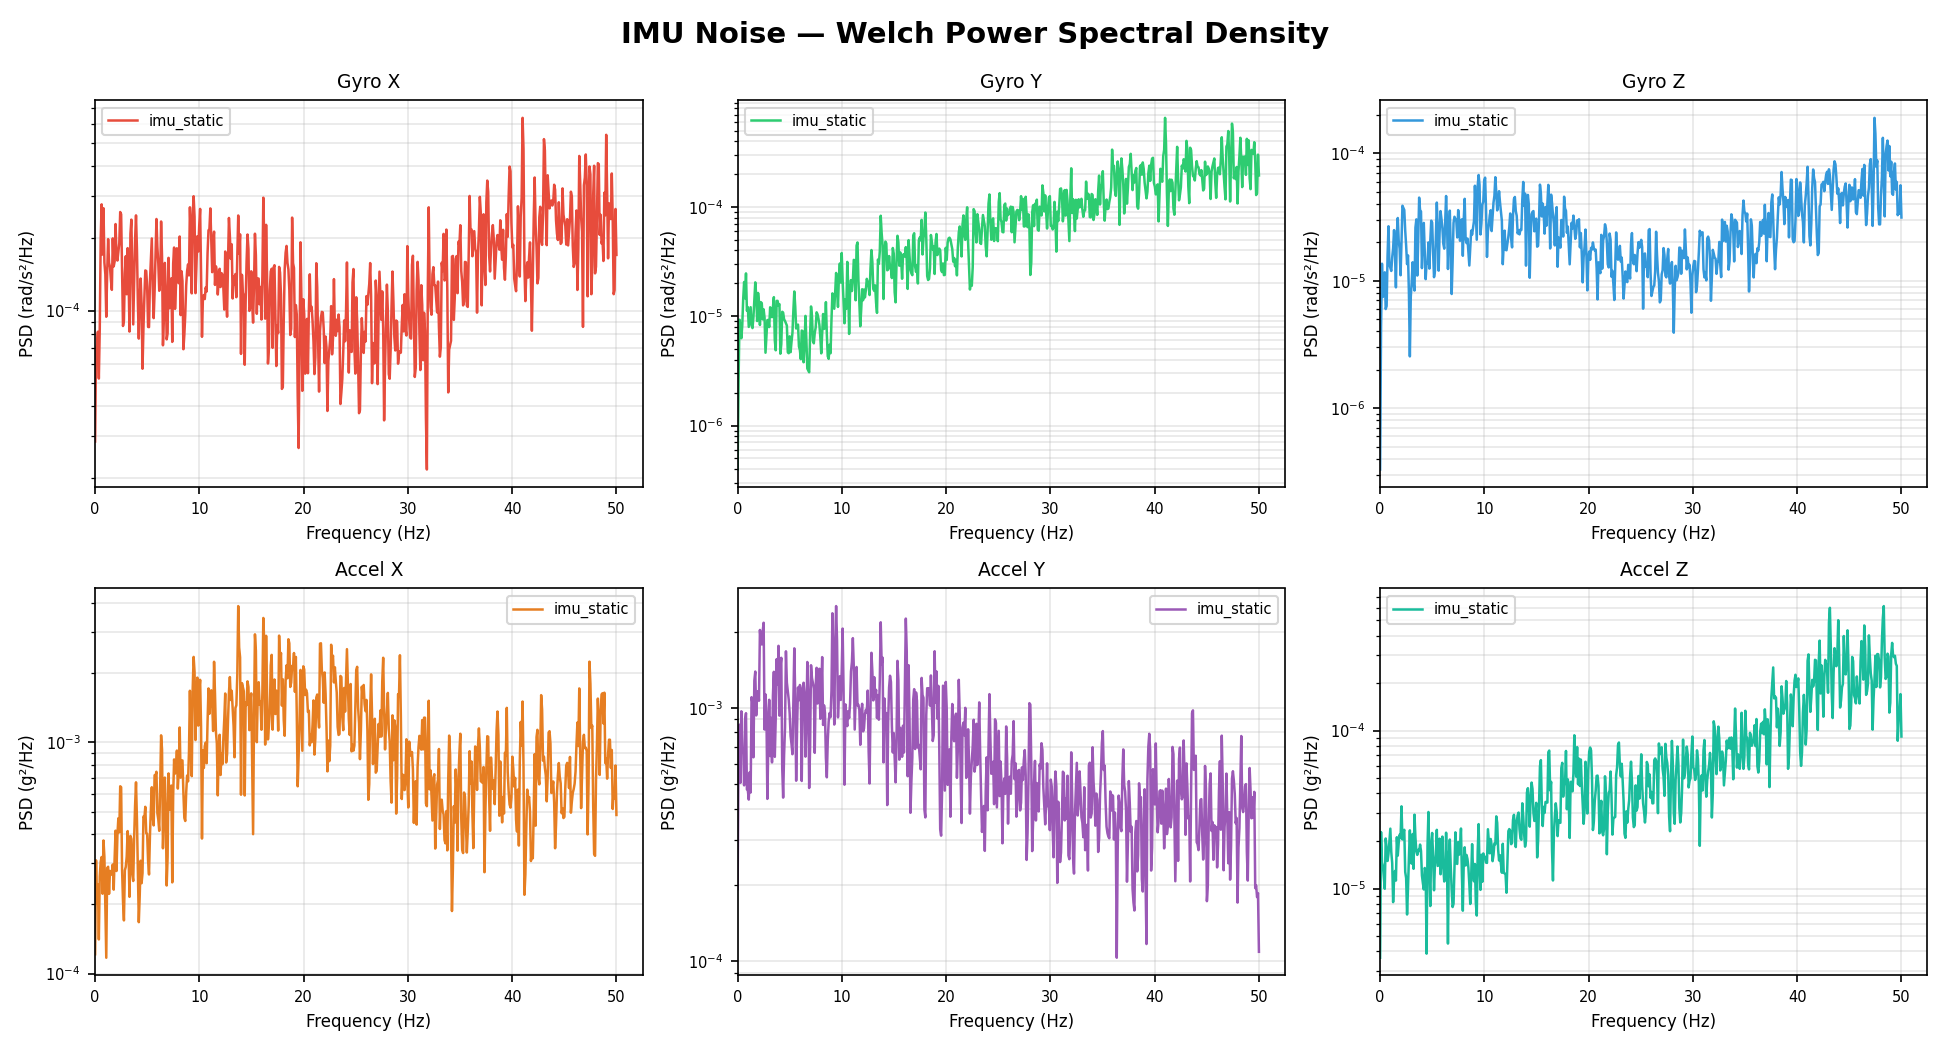 IMU Noise — Welch Power Spectral Density
Gyro X
imu_static
PSD (rad/s²/Hz)
10⁻⁴
0 10 20 30 40 50
Frequency (Hz)
Gyro Y
imu_static
PSD (rad/s²/Hz)
10⁻⁴
10⁻⁵
10⁻⁶
0 10 20 30 40 50
Frequency (Hz)
Gyro Z
imu_static
PSD (rad/s²/Hz)
10⁻⁴
10⁻⁵
10⁻⁶
0 10 20 30 40 50
Frequency (Hz)
Accel X
imu_static
PSD (g²/Hz)
10⁻³
10⁻⁴
0 10 20 30 40 50
Frequency (Hz)
Accel Y
imu_static
PSD (g²/Hz)
10⁻³
10⁻⁴
0 10 20 30 40 50
Frequency (Hz)
Accel Z
imu_static
PSD (g²/Hz)
10⁻⁴
10⁻⁵
0 10 20 30 40 50
Frequency (Hz)